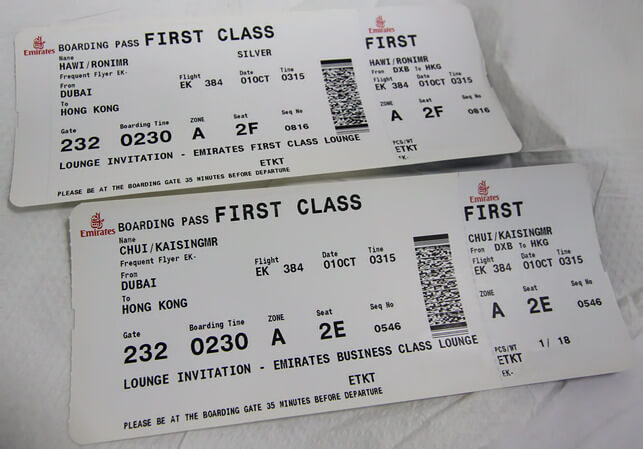 Emirates BOARDING PASS FIRST CLASS
Name SILVER
HAWI/RONIMR
Frequent Flyer EK-
From Flight Date Time
DUBAI EK 384 01OCT 0315
To
HONG KONG
Gate Boarding Time ZONE Seat Seq No
232 0230 A 2F 0816
LOUNGE INVITATION - EMIRATES FIRST CLASS LOUNGE
ETKT
PLEASE BE AT THE BOARDING GATE 35 MINUTES BEFORE DEPARTURE
Emirates
FIRST
Name
HAWI/RONIMR
From DXB To HKG
Flight Date Time
EK 384 01OCT 0315
ZONE Seat Seq No
A 2F 0816
PCS/WT
ETKT
EK-
Emirates BOARDING PASS FIRST CLASS
Name
CHUI/KAISINGMR
Frequent Flyer EK-
From Flight Date Time
DUBAI EK 384 01OCT 0315
To
HONG KONG
Gate Boarding Time ZONE Seat Seq No
232 0230 A 2E 0546
LOUNGE INVITATION - EMIRATES BUSINESS CLASS LOUNGE
ETKT
PLEASE BE AT THE BOARDING GATE 35 MINUTES BEFORE DEPARTURE
Emirates
FIRST
Name
CHUI/KAISINGMR
From DXB To HKG
Flight Date Time
EK 384 01OCT 0315
ZONE Seat Seq No
A 2E 0546
PCS/WT
ETKT 1/ 18
EK-